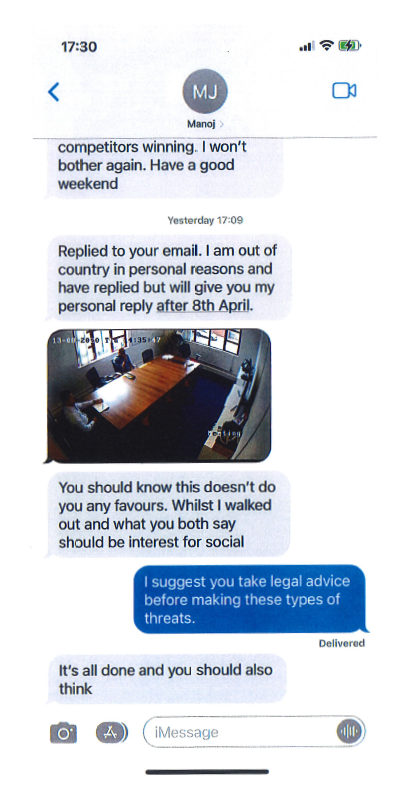 17:30
MJ
Manoj
competitors winning. I won't
bother again. Have a good
weekend
Yesterday 17:09
Replied to your email. I am out of
country in personal reasons and
have replied but will give you my
personal reply after 8th April.
14:35:47
You should know this doesn't do
you any favours. Whilst I walked
out and what you both say
should be interest for social
I suggest you take legal advice
before making these types of
threats.
Delivered
It's all done and you should also
think
iMessage